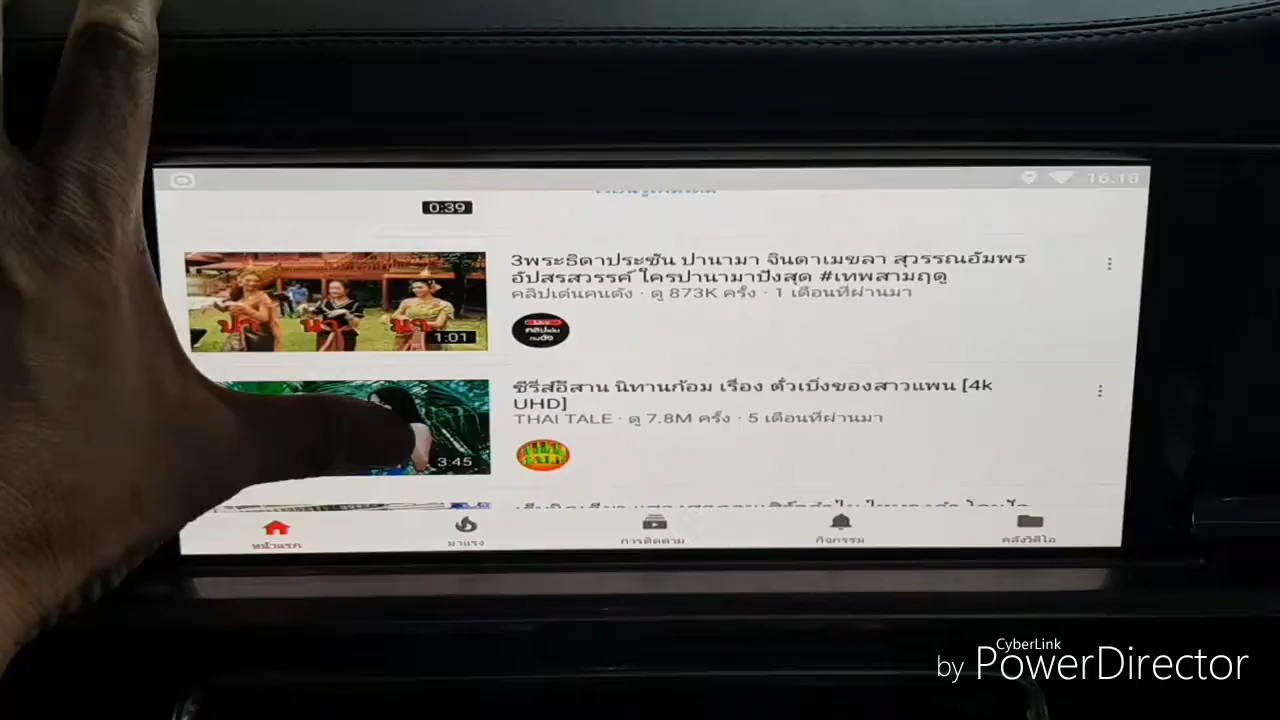 16:18
0:39
3พระธิดาประชัน ปานามา จินตาเมขลา สุวรรณอัมพร
อัปสรสวรรค์ ใครปานามาปังสุด #เทพสามฤดู
คลิปเด่นคนดัง · ดู 873K ครั้ง · 1 เดือนที่ผ่านมา
ปา นา มา
1:01
ซีรีส์อีสาน นิทานก้อม เรื่อง ต๋ำเบิ่งของสาวแพน [4k
UHD]
THAI TALE · ดู 7.8M ครั้ง · 5 เดือนที่ผ่านมา
3:45
หน้าแรก
มาแรง
การติดตาม
กิจกรรม
คลังวิดีโอ
CyberLink
by PowerDirector